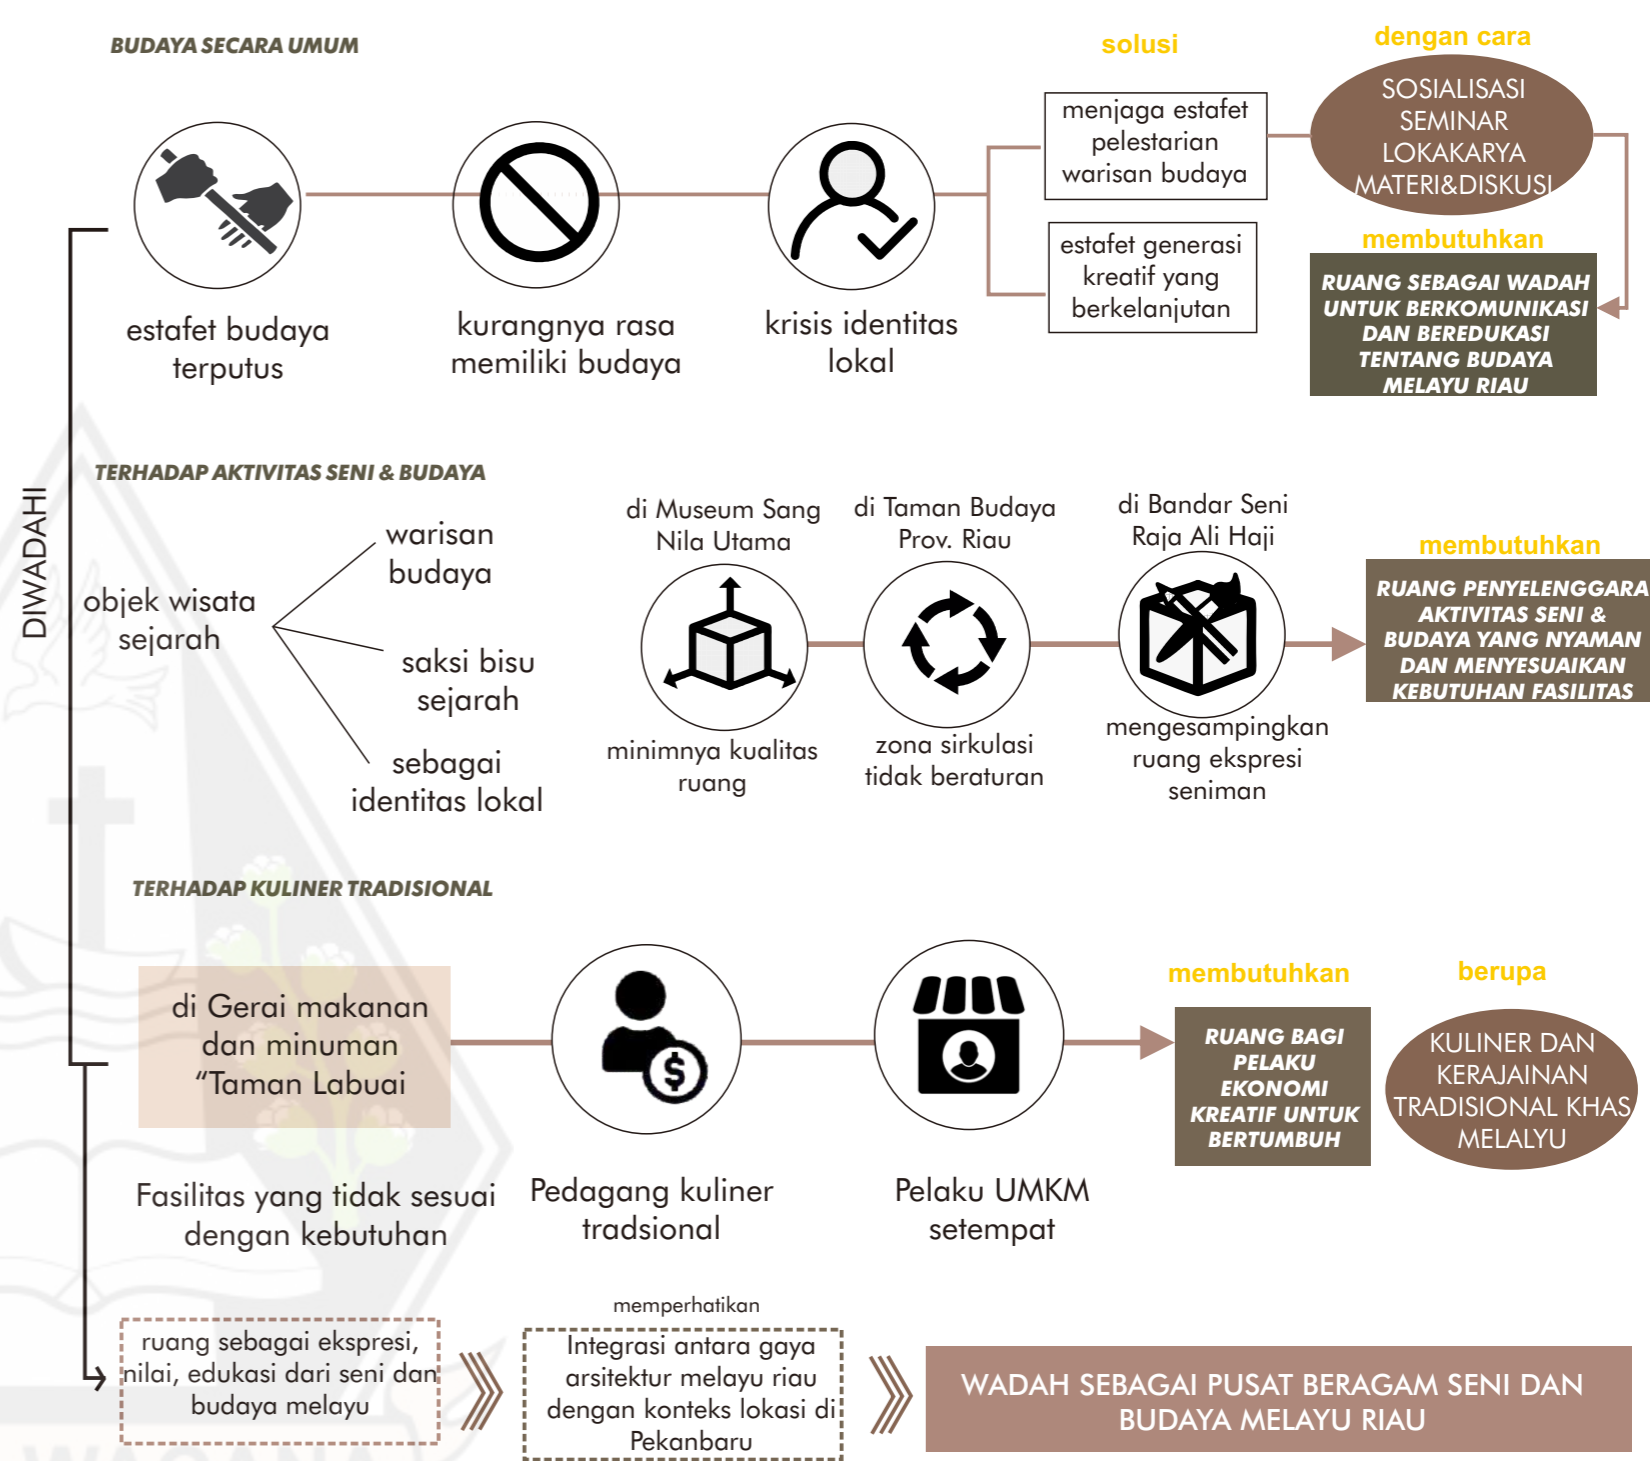 BUDAYA SECARA UMUM
estafet budaya
terputus
kurangnya rasa
memiliki budaya
krisis identitas
lokal
solusi
menjaga estafet
pelestarian
warisan budaya
estafet generasi
kreatif yang
berkelanjutan
dengan cara
SOSIALISASI
SEMINAR
LOKAKARYA
MATERI&DISKUSI
membutuhkan
RUANG SEBAGAI WADAH
UNTUK BERKOMUNIKASI
DAN BEREDUKASI
TENTANG BUDAYA
MELAYU RIAU
DIWADAHI
TERHADAP AKTIVITAS SENI & BUDAYA
objek wisata
sejarah
warisan
budaya
saksi bisu
sejarah
sebagai
identitas lokal
di Museum Sang
Nila Utama
minimnya kualitas
ruang
di Taman Budaya
Prov. Riau
zona sirkulasi
tidak beraturan
di Bandar Seni
Raja Ali Haji
mengesampingkan
ruang ekspresi
seniman
membutuhkan
RUANG PENYELENGGARA
AKTIVITAS SENI &
BUDAYA YANG NYAMAN
DAN MENYESUAIKAN
KEBUTUHAN FASILITAS
TERHADAP KULINER TRADISIONAL
di Gerai makanan
dan minuman
“Taman Labuai
Fasilitas yang tidak sesuai
dengan kebutuhan
$
Pedagang kuliner
tradsional
Pelaku UMKM
setempat
membutuhkan
RUANG BAGI
PELAKU
EKONOMI
KREATIF UNTUK
BERTUMBUH
berupa
KULINER DAN
KERAJAINAN
TRADISIONAL KHAS
MELALYU
ruang sebagai ekspresi,
nilai, edukasi dari seni dan
budaya melayu
memperhatikan
Integrasi antara gaya
arsitektur melayu riau
dengan konteks lokasi di
Pekanbaru
WADAH SEBAGAI PUSAT BERAGAM SENI DAN
BUDAYA MELAYU RIAU
WACANA